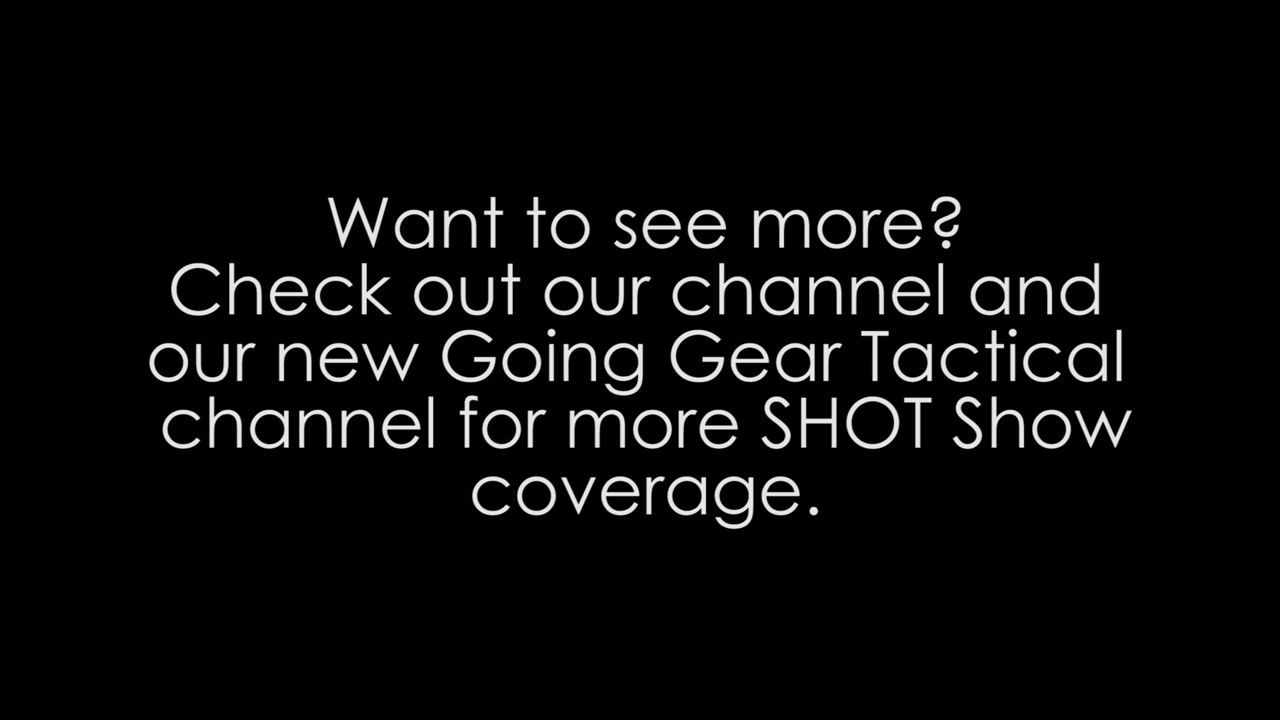 Want to see more?
Check out our channel and
our new Going Gear Tactical
channel for more SHOT Show
coverage.